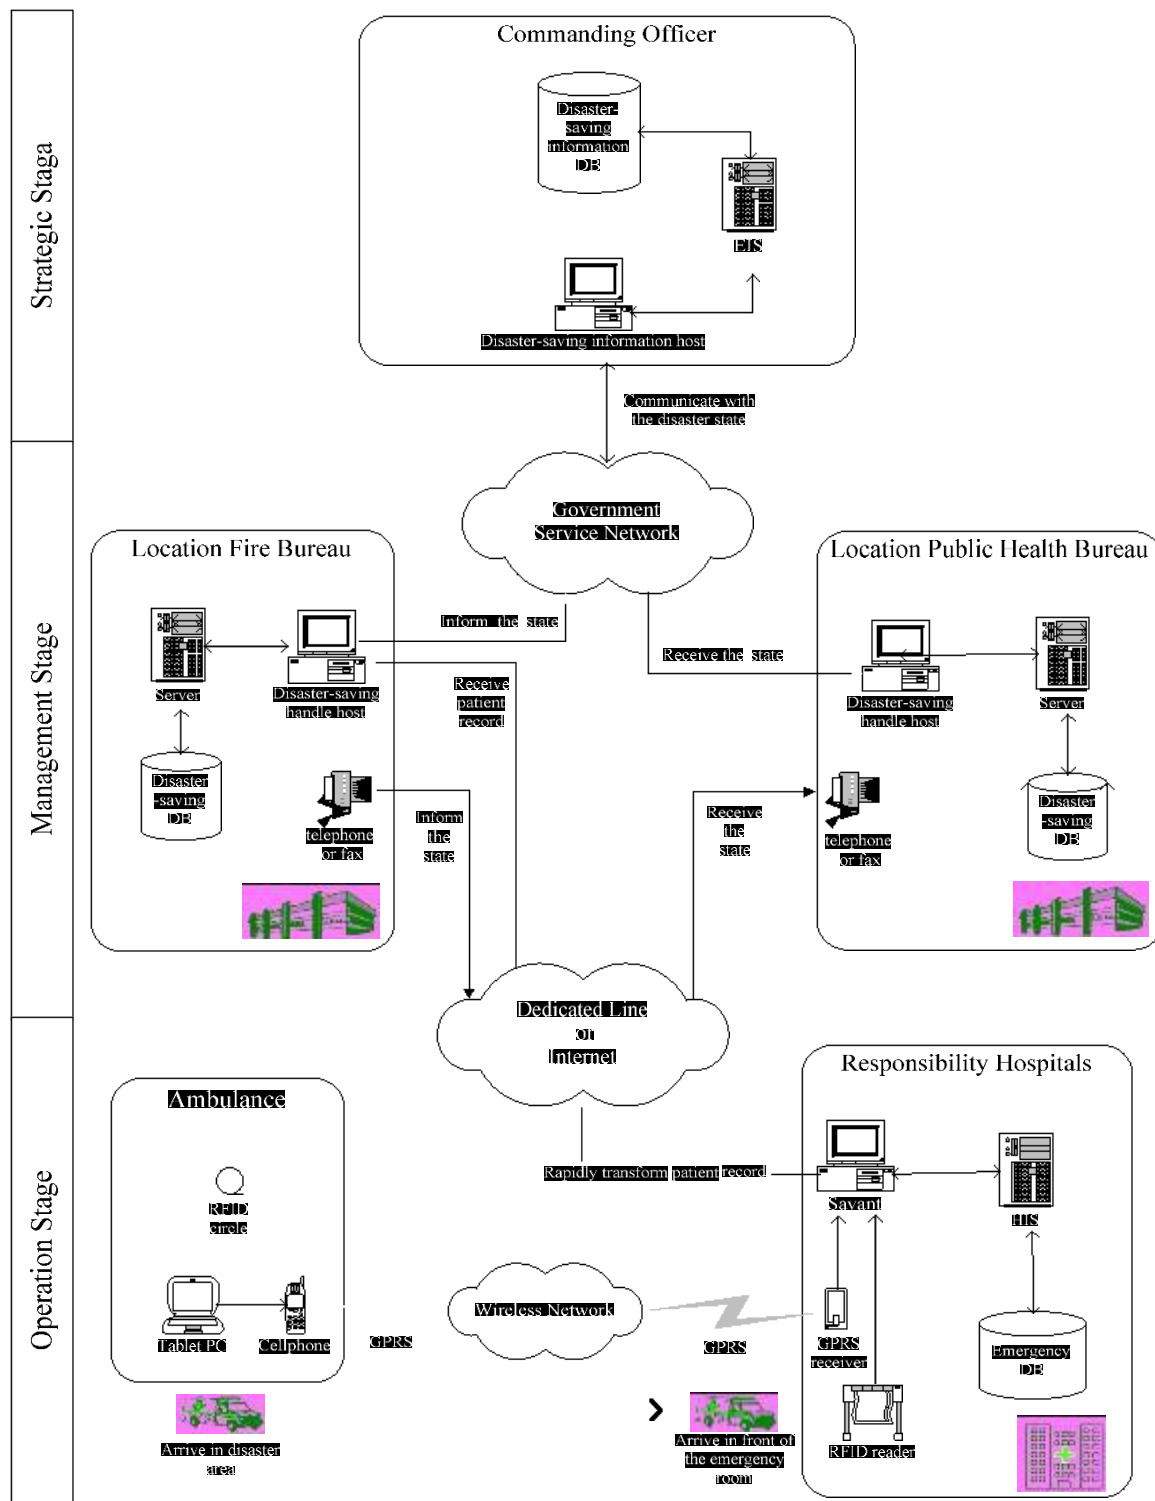 Commanding Officer
Disaster-
saving
information
DB
EIS
Disaster-saving information host
Strategic Staga
Communicate with
the disaster state
Government
Service Network
Location Fire Bureau
Location Public Health Bureau
Inform the state
Receive the state
Server
Disaster-saving
handle host
Receive
patient
record
Disaster-saving
handle host
Server
Management Stage
Disaster
-saving
DB
telephone
or fax
Inform
the
state
Receive
the
state
telephone
or fax
Disaster
-saving
DB
Dedicated Line
or
Internet
Responsibility Hospitals
Ambulance
Rapidly transform patient record
Savant
HIS
RFID
circle
Operation Stage
Wireless Network
Tablet PC
Cellphone
GPRS
GPRS
GPRS
receiver
Emergency
DB
Arrive in disaster
area
Arrive in front of
the emergency
room
RFID reader